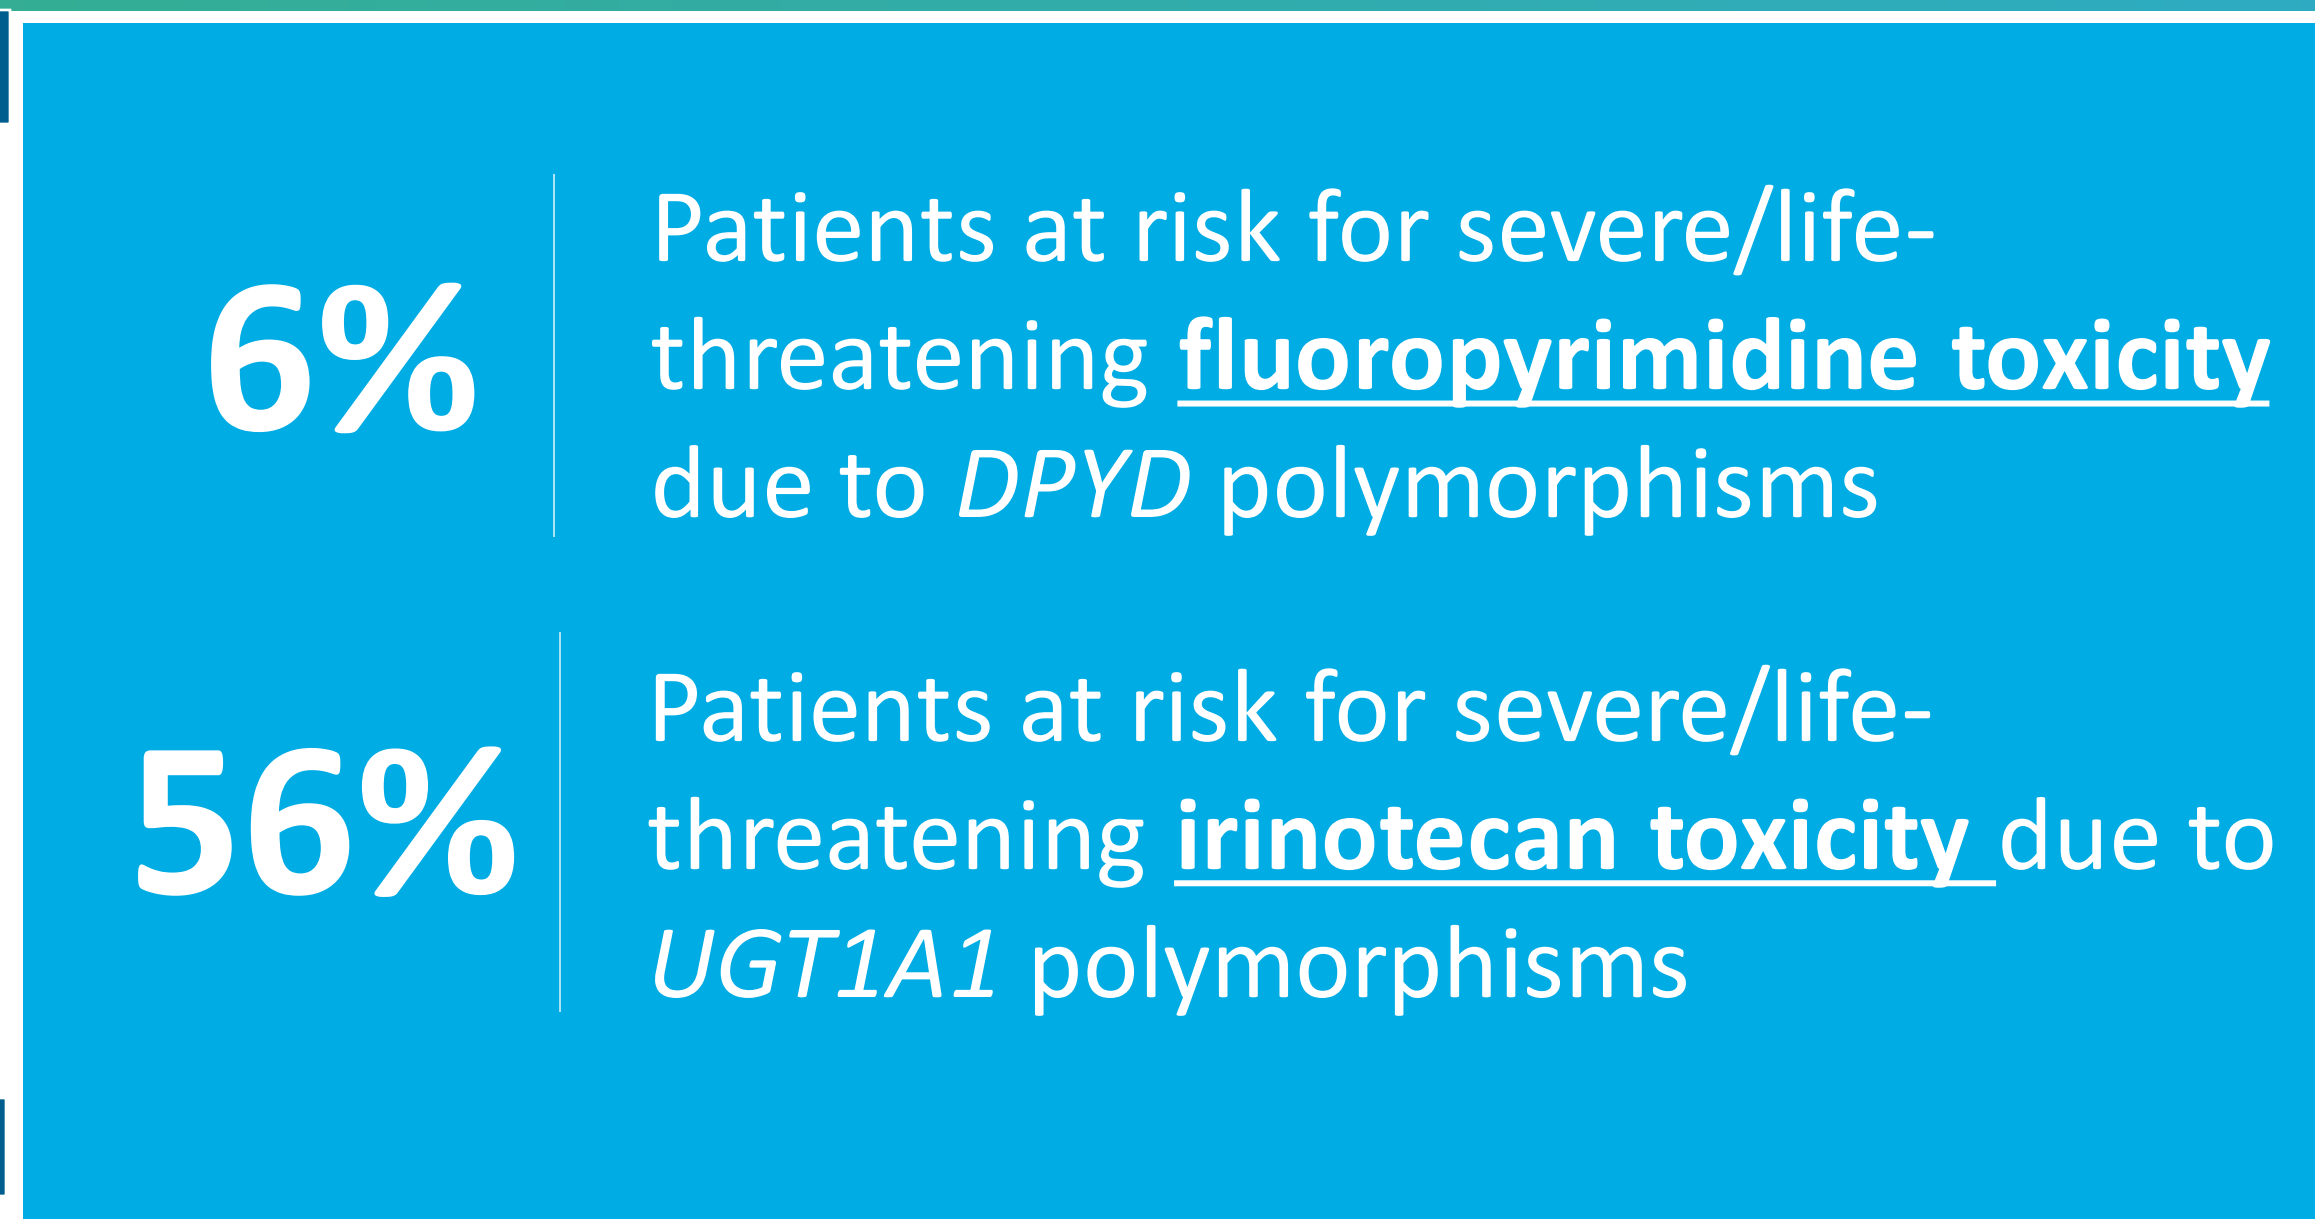 6%
Patients at risk for severe/life-
threatening fluoropyrimidine toxicity
due to DPYD polymorphisms
56%
Patients at risk for severe/life-
threatening irinotecan toxicity due to
UGT1A1 polymorphisms